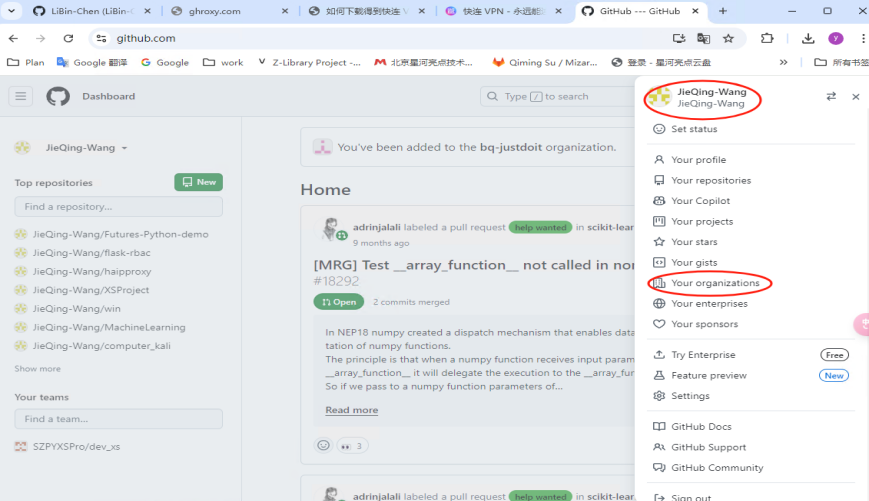 LiBin-Chen (LiBin-C
ghroxy.com
如何下载得到快连 V
快连 VPN - 永远能
GitHub --- GitHub
github.com
Plan
Google 翻译
Google
work
Z-Library Project -...
北京星河亮点技术...
Qiming Su / Mizar...
登录 - 星河亮点云盘
»
所有书签
Dashboard
Type / to search
JieQing-Wang
JieQing-Wang
Set status
Your profile
Your repositories
Your Copilot
Your projects
Your stars
Your gists
Your organizations
Your enterprises
Your sponsors
Try Enterprise
Free
Feature preview
New
Settings
GitHub Docs
GitHub Support
GitHub Community
Sign out
JieQing-Wang
Top repositories
New
Find a repository...
JieQing-Wang/Futures-Python-demo
JieQing-Wang/flask-rbac
JieQing-Wang/haipproxy
JieQing-Wang/XSProject
JieQing-Wang/win
JieQing-Wang/MachineLearning
JieQing-Wang/computer_kali
Show more
Your teams
Find a team...
SZPYXSPro/dev_xs
You've been added to the bq-justdoit organization.
Home
adrinjalali labeled a pull request help wanted in scikit-lear
9 months ago
[MRG] Test __array_function__ not called in nor
#18292
Open
2 commits merged
In NEP18 numpy created a dispatch mechanism that enables data
tation of numpy functions.
The principle is that when a numpy function receives input param
__array_function__ it will delegate the execution to the __array_fur
So if we pass to a numpy function parameters of...
Read more
3
adrinjalali labeled a pull request help wanted in scikit-lear